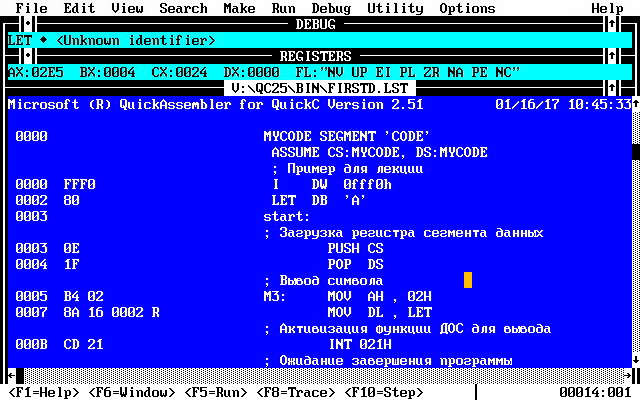 File Edit View Search Make Run Debug Utility Options Help
DEBUG
LET ♦ <Unknown identifier>
REGISTERS
AX:02E5 BX:0004 CX:0024 DX:0000 FL:"NV UP EI PL ZR NA PE NC"
V:\QC25\BIN\FIRSTD.LST
Microsoft (R) QuickAssembler for QuickC Version 2.51 01/16/17 10:45:33
0000 MYCODE SEGMENT 'CODE'
ASSUME CS:MYCODE, DS:MYCODE
; Пример для лекции
0000 FFF0 I DW 0fff0h
0002 80 LET DB 'А'
0003 start:
; Загрузка регистра сегмента данных
0003 0E PUSH CS
0004 1F POP DS
; Вывод символа
0005 B4 02 M3: MOV AH , 02H
0007 8A 16 0002 R MOV DL , LET
; Активизация функции ДОС для вывода
000B CD 21 INT 021H
; Ожидание завершения программы
<F1=Help> <F6=Window> <F5=Run> <F8=Trace> <F10=Step> 00014:001